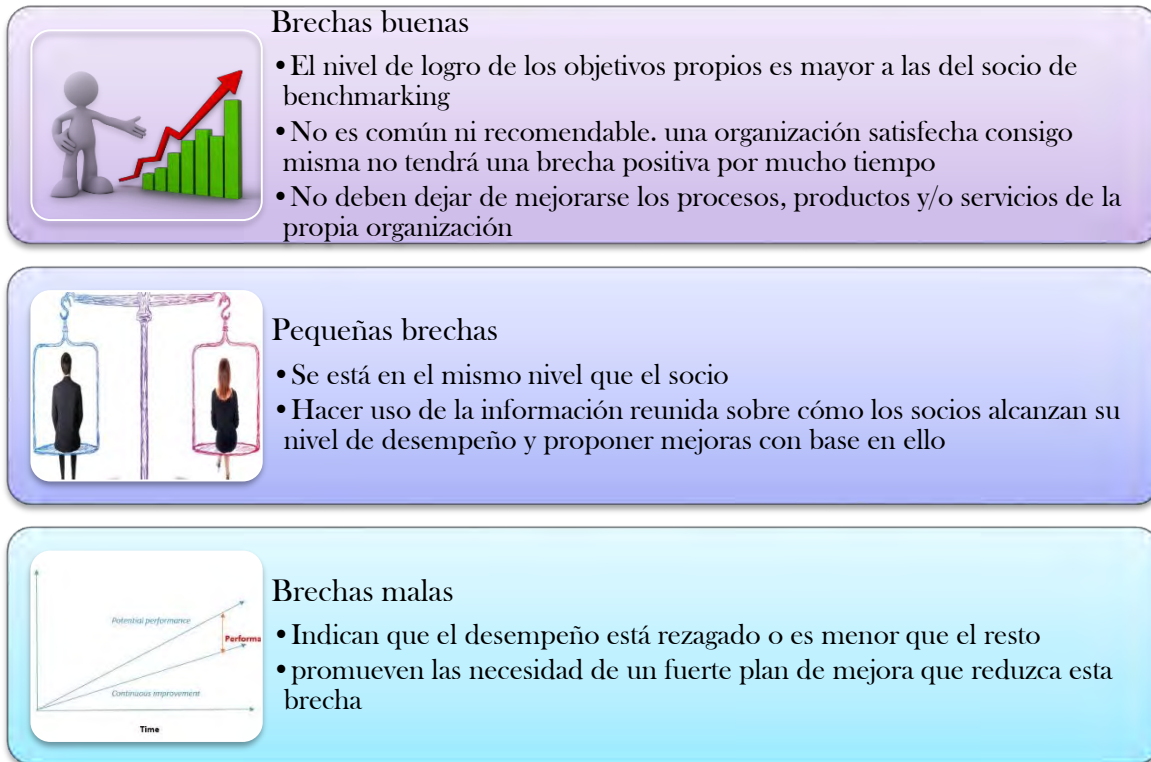 Brechas buenas
• El nivel de logro de los objetivos propios es mayor a las del socio de
benchmarking
• No es común ni recomendable. una organización satisfecha consigo
misma no tendrá una brecha positiva por mucho tiempo
• No deben dejar de mejorarse los procesos, productos y/o servicios de la
propia organización
Pequeñas brechas
• Se está en el mismo nivel que el socio
• Hacer uso de la información reunida sobre cómo los socios alcanzan su
nivel de desempeño y proponer mejoras con base en ello
Brechas malas
• Indican que el desempeño está rezagado o es menor que el resto
• promueven las necesidad de un fuerte plan de mejora que reduzca esta
brecha
Potential performance
Performa
Continuous improvement
Time